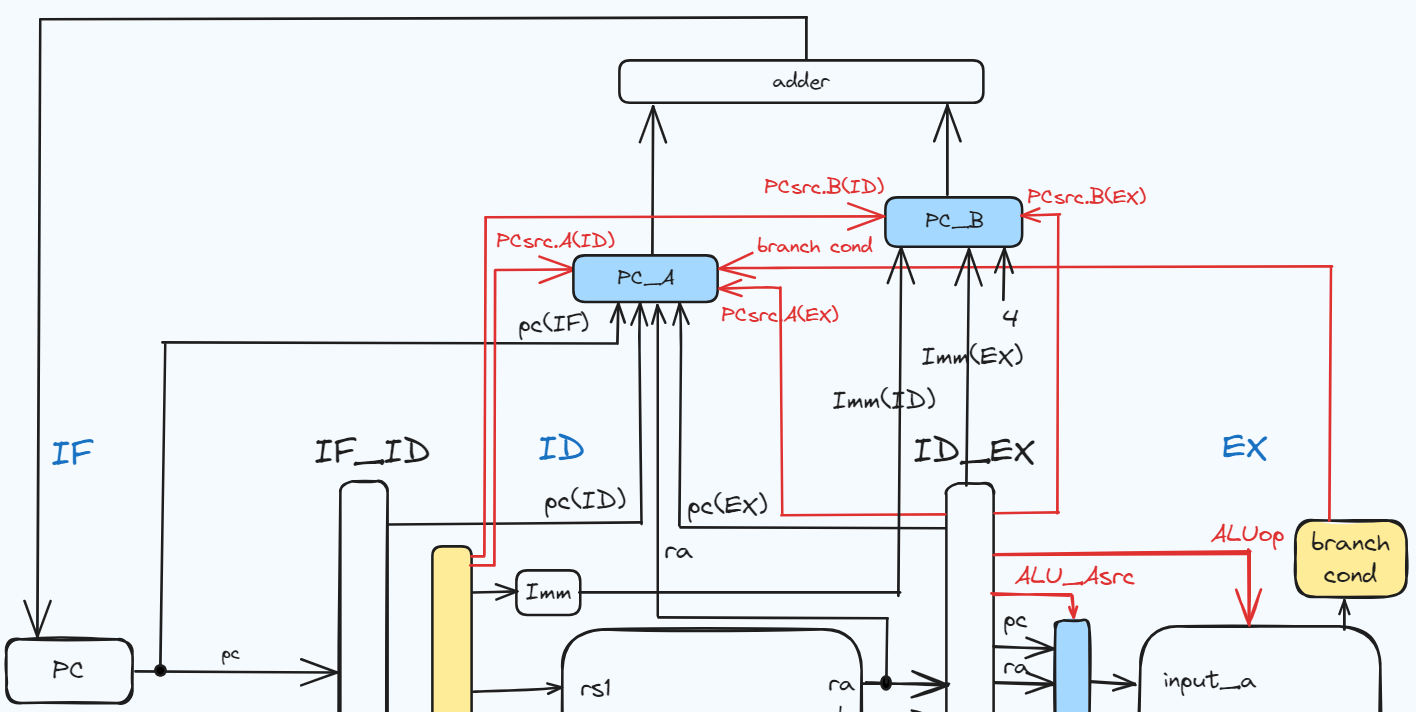 adder
PCsrc.B(ID)
PCsrc.B(EX)
PC_B
PCsrc.A(ID)
branch cond
PC_A
pc(IF)
PCsrc.A(EX)
4
Imm(EX)
Imm(ID)
IF
IF_ID
ID
ID_EX
EX
pc(ID)
pc(EX)
ra
ALUop
branch
cond
ALU_Asrc
Imm
pc
PC
pc
ra
rs1
ra
input_a